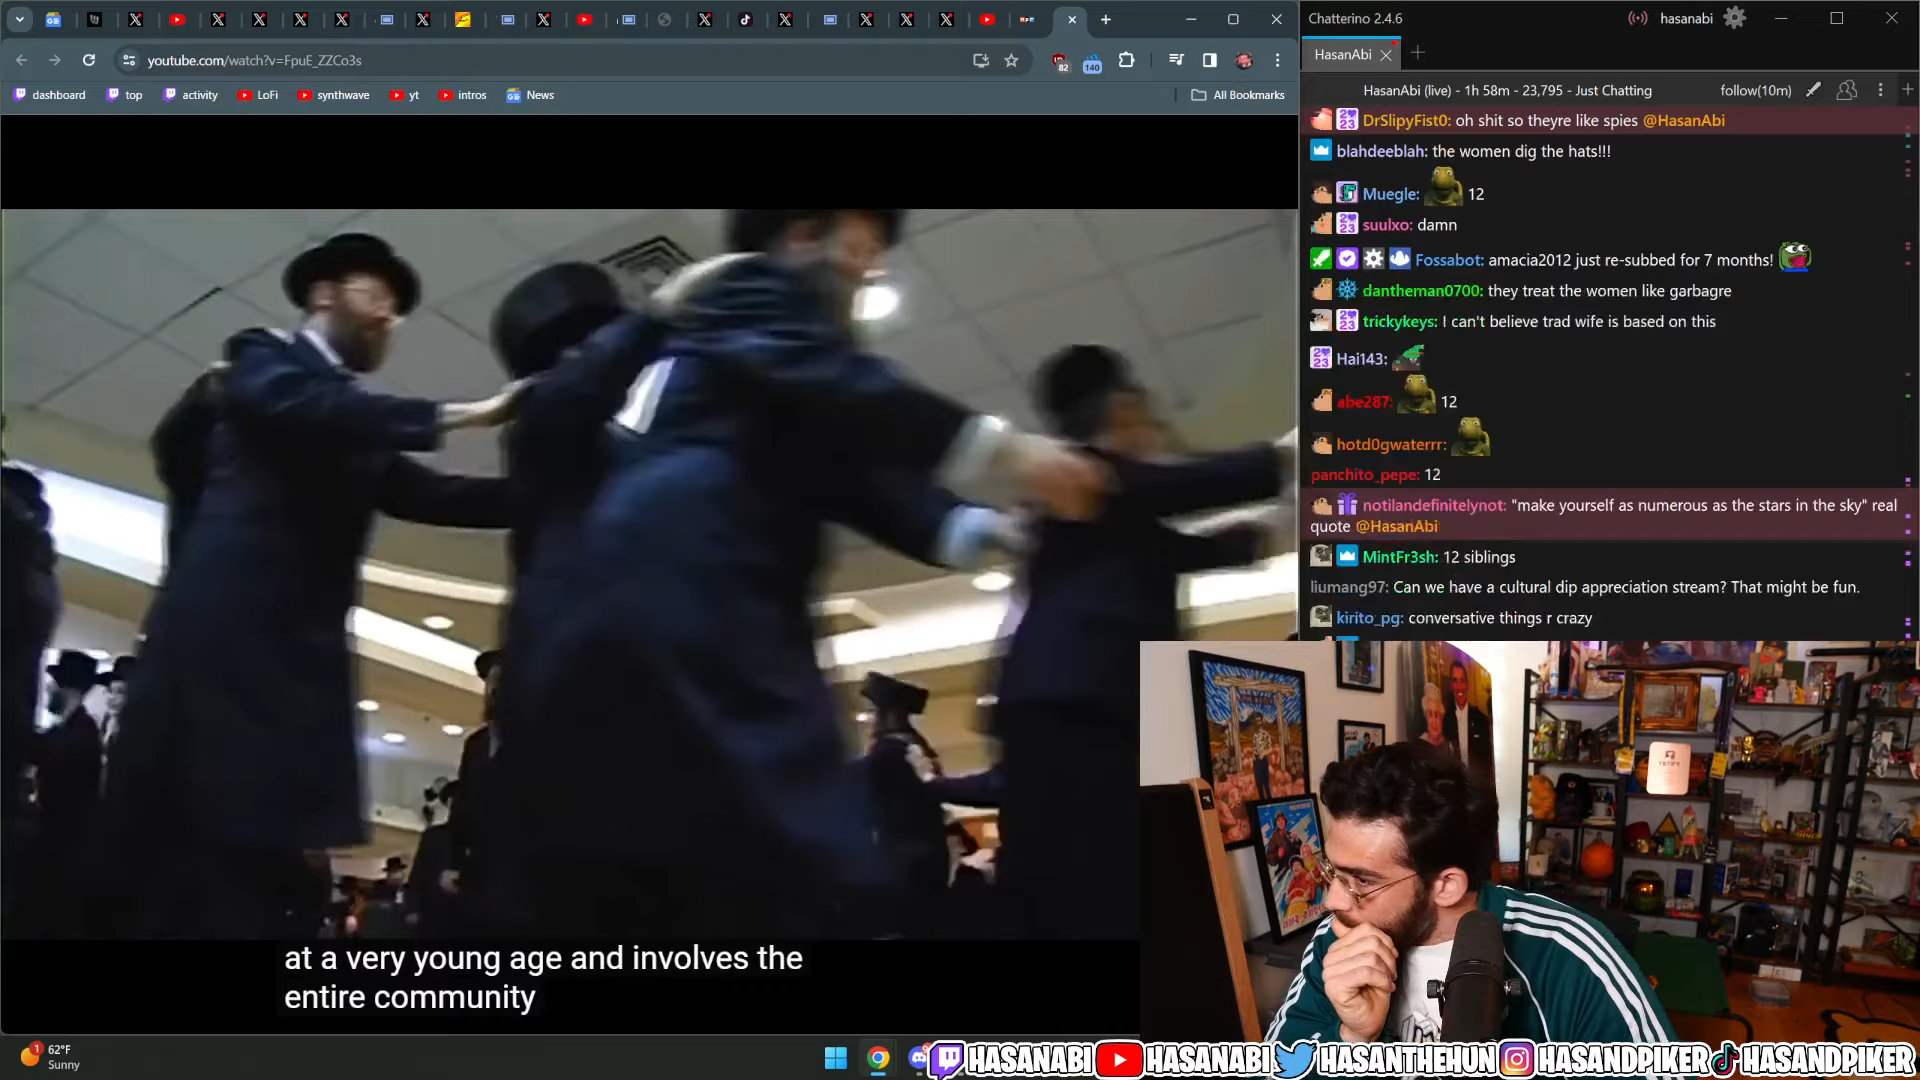 youtube.com/watch?v=FpuE_ZZCo3s
82
140
dashboard
top
activity
LoFi
synthwave
yt
intros
News
All Bookmarks
at a very young age and involves the
entire community
1
62°F
Sunny
Chatterino 2.4.6
hasanabi
HasanAbi
HasanAbi (live) - 1h 58m - 23,795 - Just Chatting
follow(10m)
DrSlipyFist0: oh shit so theyre like spies @HasanAbi
blahdeeblah: the women dig the hats!!!
Muegle: 12
suulxo: damn
Fossabot: amacia2012 just re-subbed for 7 months!
dantheman0700: they treat the women like garbagre
trickykeys: I can't believe trad wife is based on this
Hai143:
abe287: 12
hotd0gwaterrr:
panchito_pepe: 12
notilandefinitelynot: "make yourself as numerous as the stars in the sky" real
quote @HasanAbi
MintFr3sh: 12 siblings
liumang97: Can we have a cultural dip appreciation stream? That might be fun.
kirito_pg: conversative things r crazy
HASANABI HASANABI HASANTHEHUN HASANDPIKER HASANDPIKER